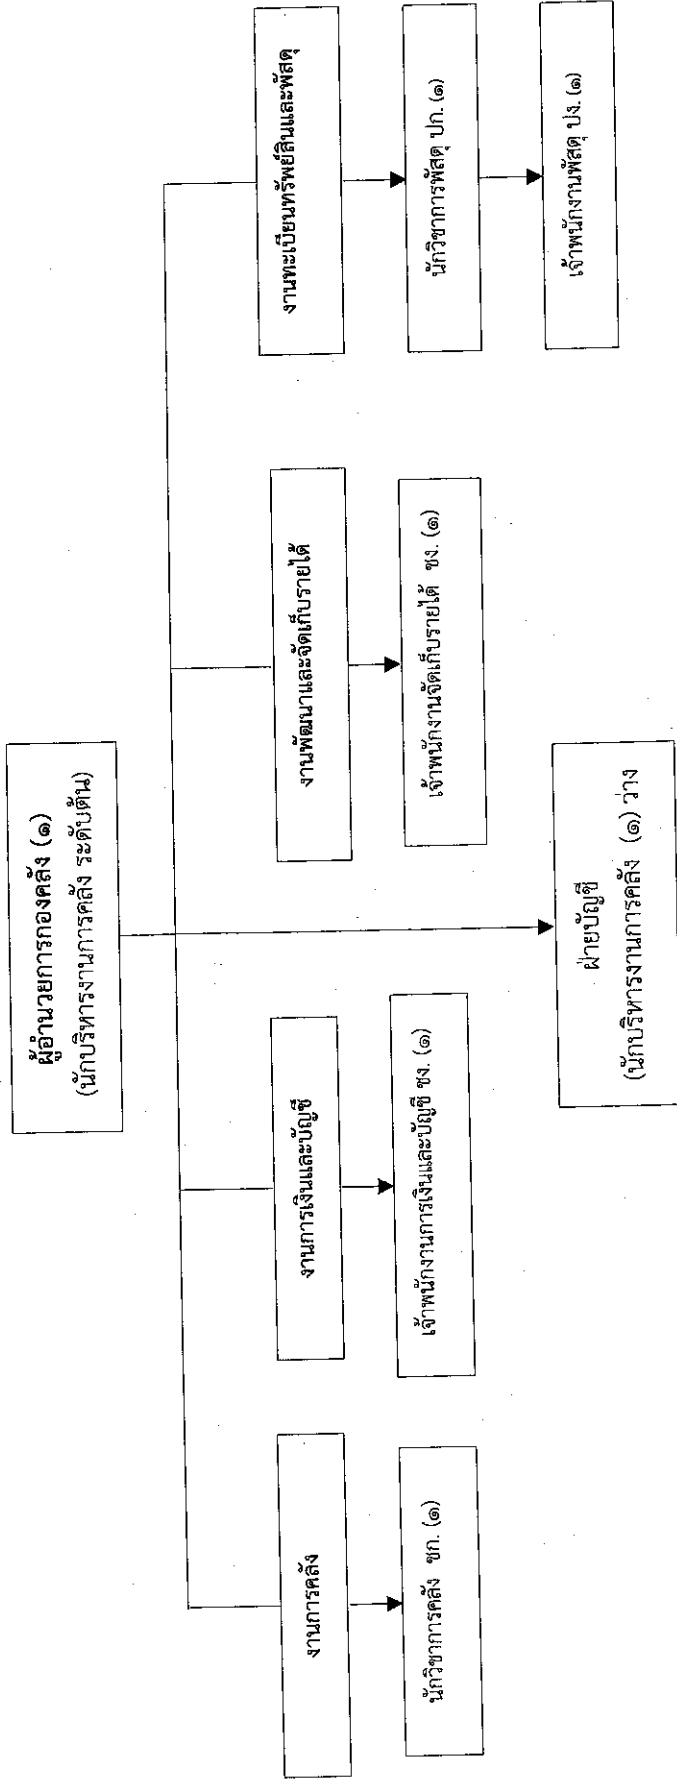 ผู้อำนวยการกองคลัง (๑)
(นักบริหารงานการคลัง ระดับต้น)
งานการคลัง
งานการเงินและบัญชี
งานพัฒนาและจัดเก็บรายได้
งานทะเบียนทรัพย์สินและพัสดุ
นักวิชาการคลัง ชก. (๑)
เจ้าพนักงานการเงินและบัญชี ชง. (๑)
เจ้าพนักงานจัดเก็บรายได้ ชง. (๑)
นักวิชาการพัสดุ ปก. (๑)
ฝ่ายบัญชี
(นักบริหารงานการคลัง (๑) ว่าง
เจ้าพนักงานพัสดุ ปง. (๑)